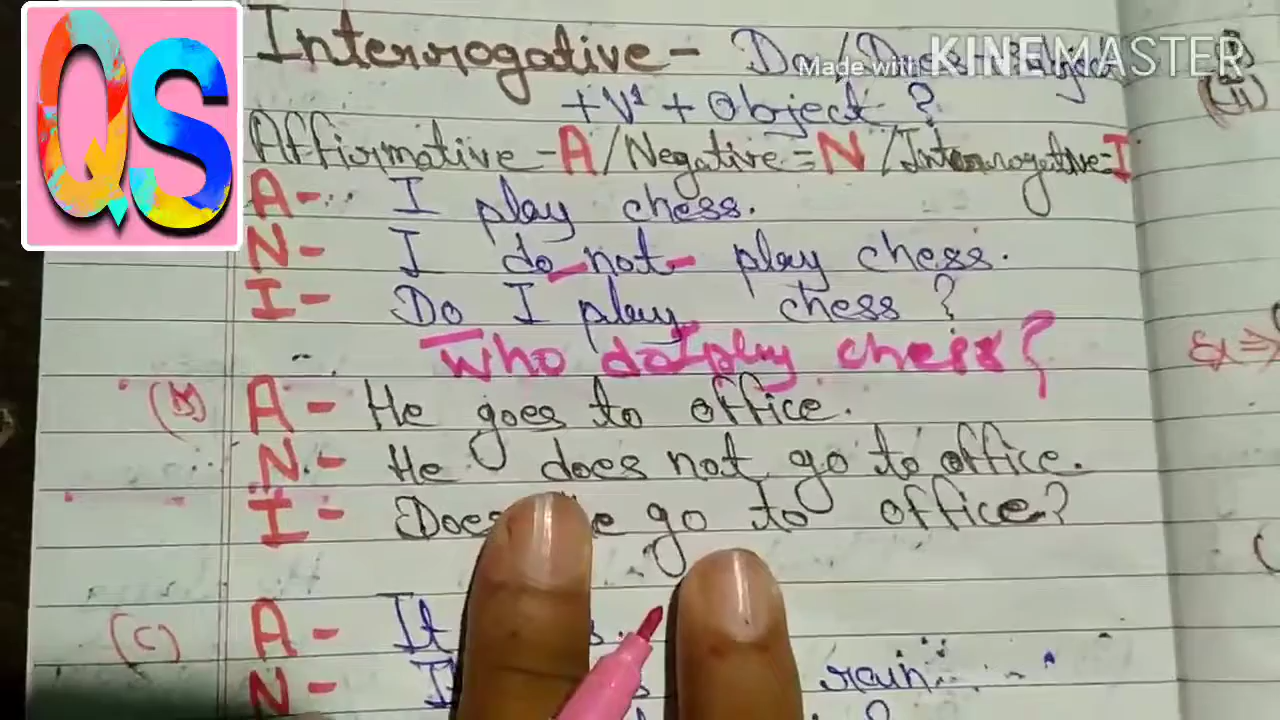 QS
Interrogative - Do/Does + Subject
Made with KINEMASTER
+ V¹ + Object ?
Affirmative - A / Negative = N / Interrogative = I
A - I play chess.
N - I do not play chess.
I - Do I play chess ?
Who do I play chess ?
A - He goes to office.
N - He does not go to office.
I - Does go to office ?
(C) A - It
N - rain